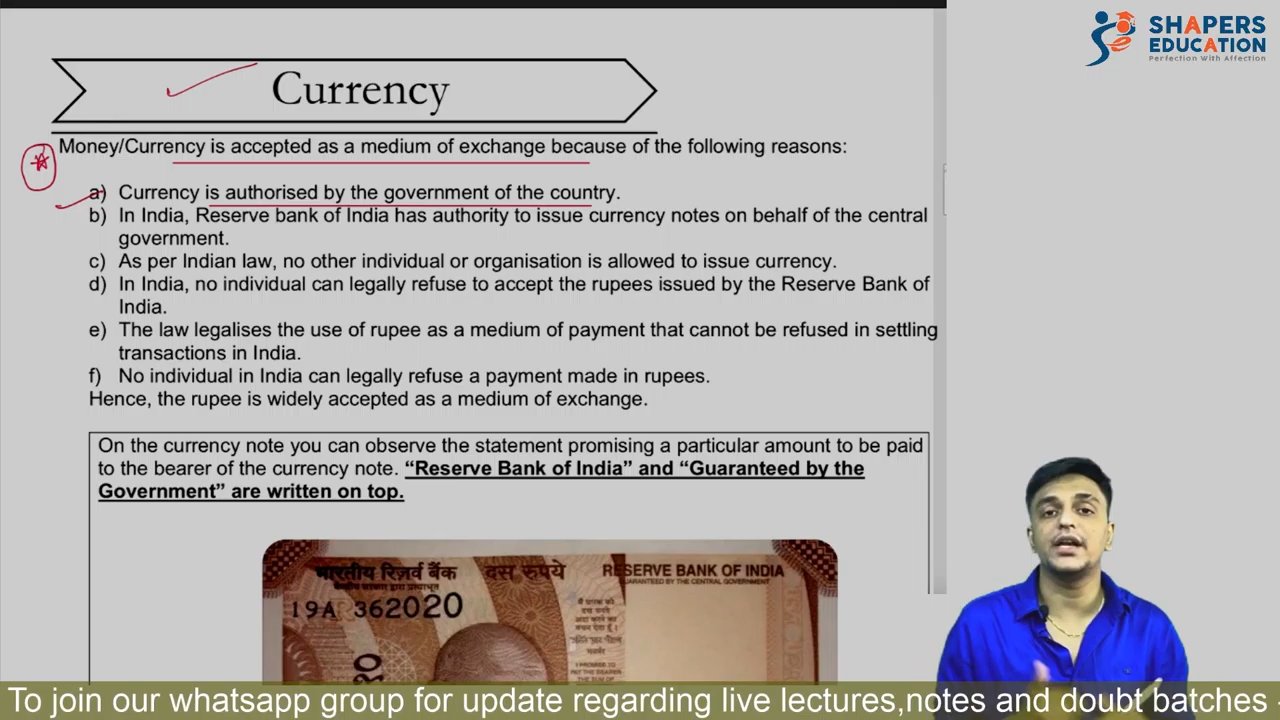 SHAPERS
EDUCATION
Perfection With Affection
Currency
Money/Currency is accepted as a medium of exchange because of the following reasons:
a) Currency is authorised by the government of the country.
b) In India, Reserve bank of India has authority to issue currency notes on behalf of the central
government.
c) As per Indian law, no other individual or organisation is allowed to issue currency.
d) In India, no individual can legally refuse to accept the rupees issued by the Reserve Bank of
India.
e) The law legalises the use of rupee as a medium of payment that cannot be refused in settling
transactions in India.
f) No individual in India can legally refuse a payment made in rupees.
Hence, the rupee is widely accepted as a medium of exchange.
On the currency note you can observe the statement promising a particular amount to be paid
to the bearer of the currency note. “Reserve Bank of India” and “Guaranteed by the
Government” are written on top.
भारतीय रिज़र्व बैंक दस रुपये RESERVE BANK OF INDIA
GUARANTEED BY THE CENTRAL GOVERNMENT
19A 362020
To join our whatsapp group for update regarding live lectures,notes and doubt batches